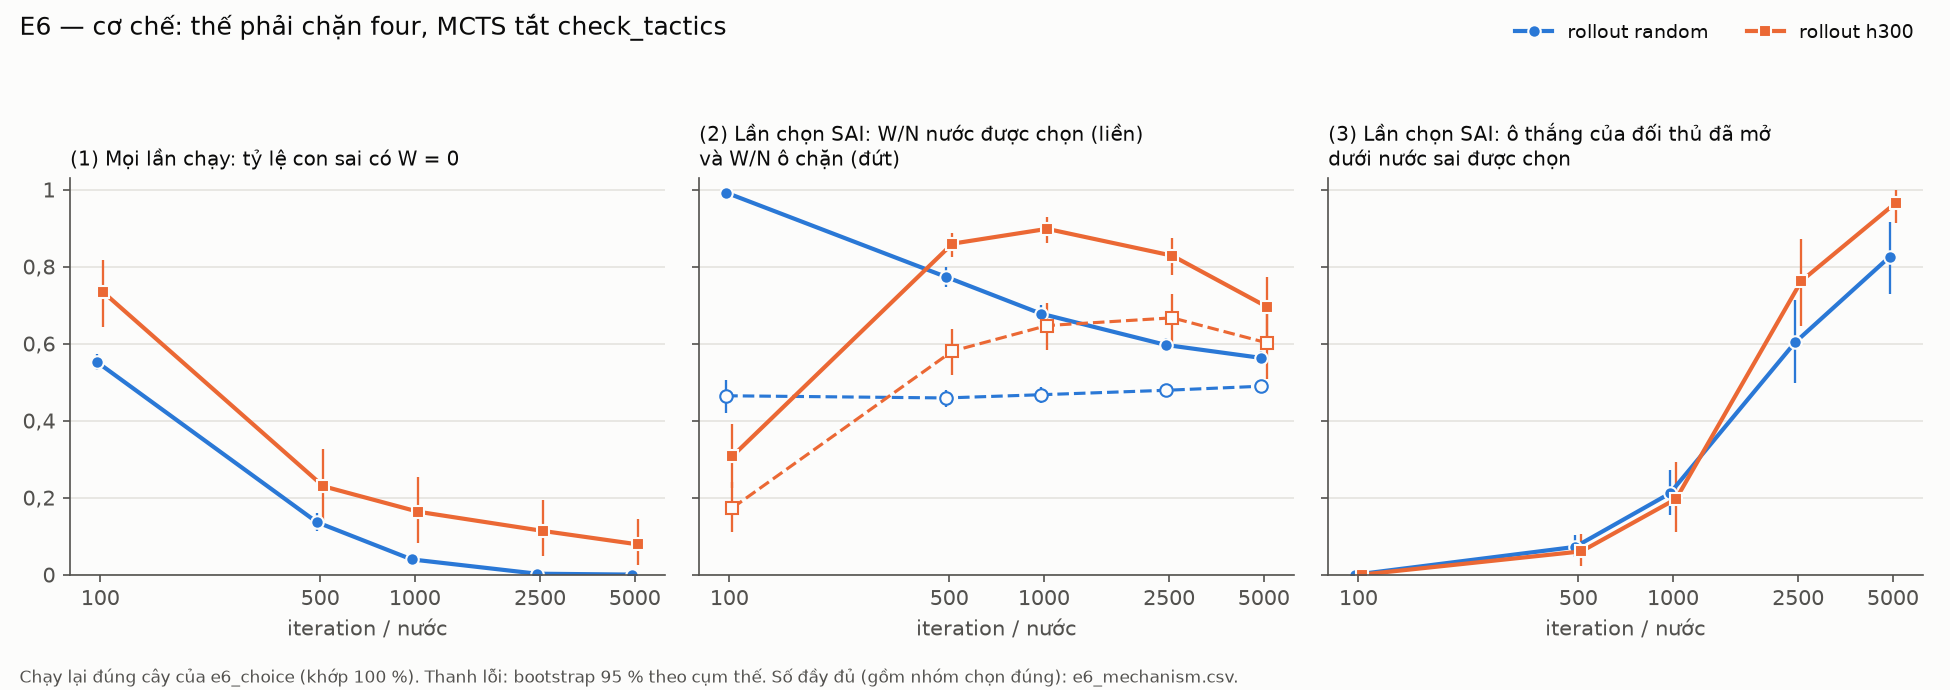 E6 — cơ chế: thế phải chặn four, MCTS tắt check_tactics
rollout random
rollout h300
(1) Mọi lần chạy: tỷ lệ con sai có W = 0
(2) Lần chọn SAI: W/N nước được chọn (liền)
và W/N ô chặn (đứt)
(3) Lần chọn SAI: ô thắng của đối thủ đã mở
dưới nước sai được chọn
1
0,8
0,6
0,4
0,2
0
100 500 1000 2500 5000
100 500 1000 2500 5000
100 500 1000 2500 5000
iteration / nước
iteration / nước
iteration / nước
Chạy lại đúng cây của e6_choice (khớp 100 %). Thanh lỗi: bootstrap 95 % theo cụm thế. Số đầy đủ (gồm nhóm chọn đúng): e6_mechanism.csv.